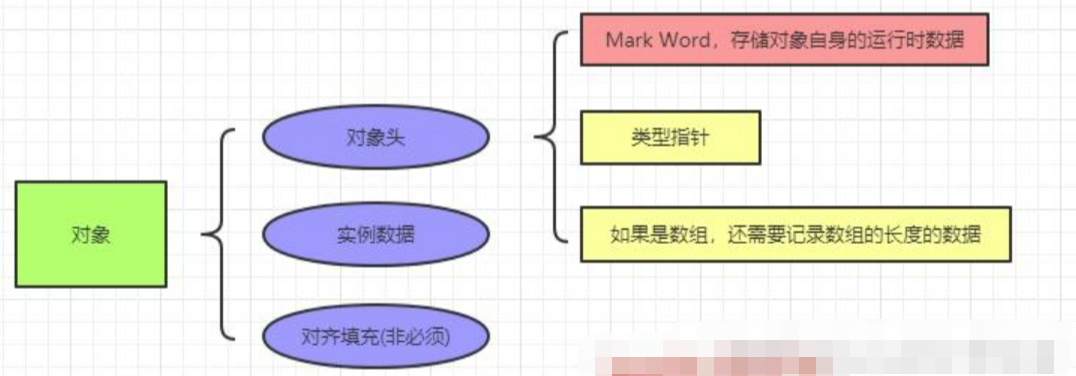 Mark Word，存储对象自身的运行时数据
对象头
类型指针
对象
实例数据
如果是数组，还需要记录数组的长度的数据
对齐填充(非必须)